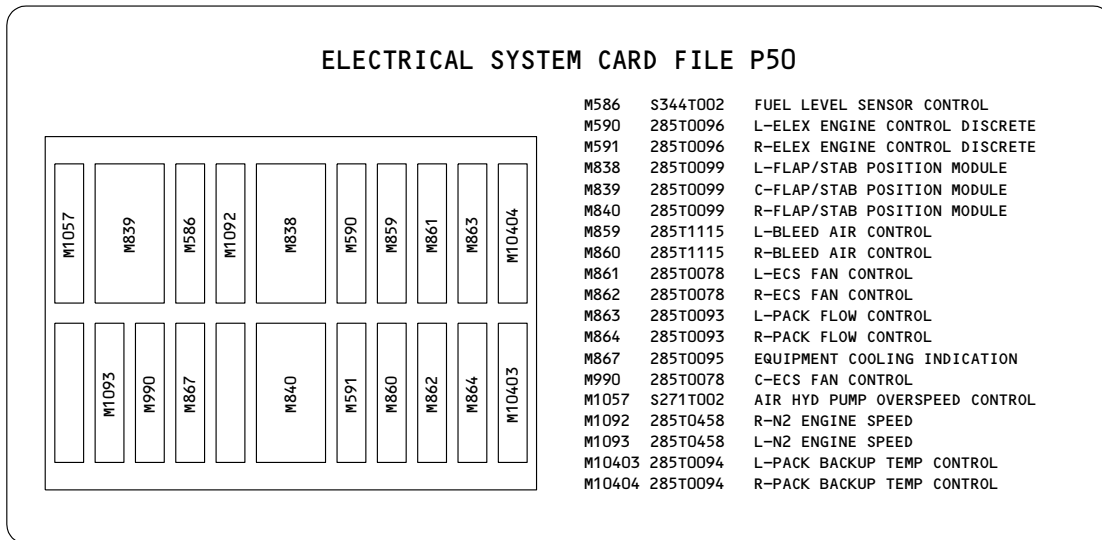 ELECTRICAL SYSTEM CARD FILE P50
M1057 M839 M586 M1092 M838 M590 M859 M861 M863 M10404
M1093 M990 M867 M840 M591 M860 M862 M864 M10403
M586 S344T002 FUEL LEVEL SENSOR CONTROL
M590 285T0096 L-ELEX ENGINE CONTROL DISCRETE
M591 285T0096 R-ELEX ENGINE CONTROL DISCRETE
M838 285T0099 L-FLAP/STAB POSITION MODULE
M839 285T0099 C-FLAP/STAB POSITION MODULE
M840 285T0099 R-FLAP/STAB POSITION MODULE
M859 285T1115 L-BLEED AIR CONTROL
M860 285T1115 R-BLEED AIR CONTROL
M861 285T0078 L-ECS FAN CONTROL
M862 285T0078 R-ECS FAN CONTROL
M863 285T0093 L-PACK FLOW CONTROL
M864 285T0093 R-PACK FLOW CONTROL
M867 285T0095 EQUIPMENT COOLING INDICATION
M990 285T0078 C-ECS FAN CONTROL
M1057 S271T002 AIR HYD PUMP OVERSPEED CONTROL
M1092 285T0458 R-N2 ENGINE SPEED
M1093 285T0458 L-N2 ENGINE SPEED
M10403 285T0094 L-PACK BACKUP TEMP CONTROL
M10404 285T0094 R-PACK BACKUP TEMP CONTROL